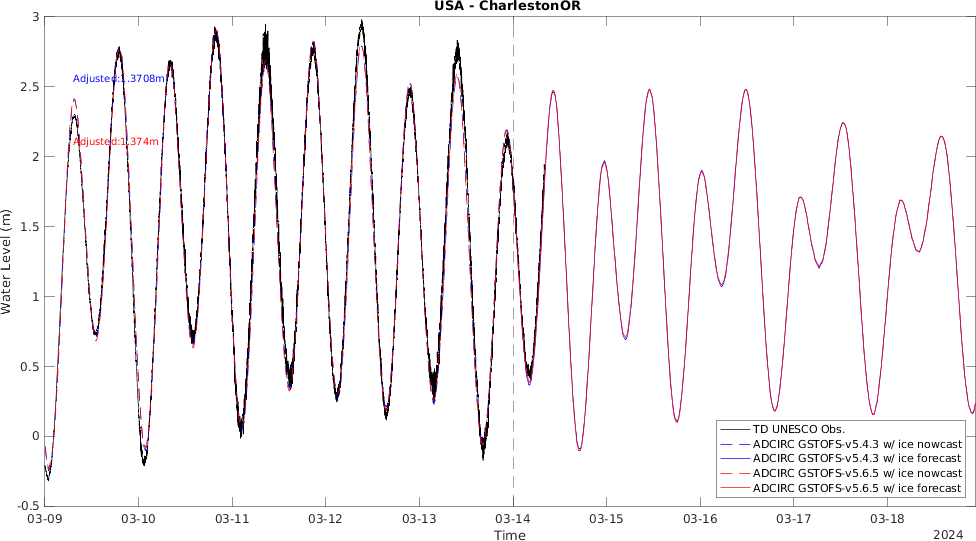 USA - CharlestonOR
3
2.5
2
1.5
1
0.5
0
-0.5
Water Level (m)
Adjusted:1.3708m
Adjusted:1.374m
TD UNESCO Obs.
ADCIRC GSTOFS-v5.4.3 w/ ice nowcast
ADCIRC GSTOFS-v5.4.3 w/ ice forecast
ADCIRC GSTOFS-v5.6.5 w/ ice nowcast
ADCIRC GSTOFS-v5.6.5 w/ ice forecast
03-09 03-10 03-11 03-12 03-13 03-14 03-15 03-16 03-17 03-18
Time
2024